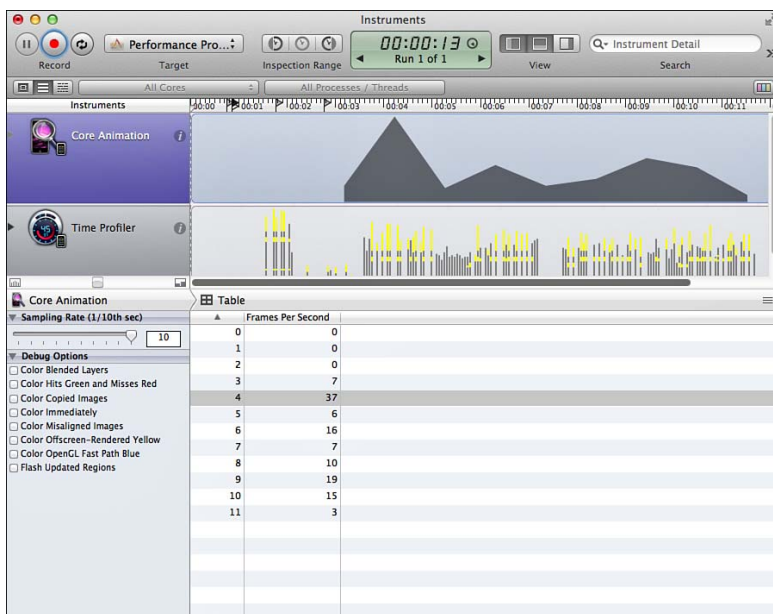 Instruments
Performance Pro...
00:00:13
Run 1 of 1
Instrument Detail
Record
Target
Inspection Range
View
Search
All Cores
All Processes / Threads
Instruments
00:00 00:01 00:02 00:03 00:04 00:05 00:06 00:07 00:08 00:09 00:10 00:11
Core Animation
Time Profiler
Core Animation
Table
Sampling Rate (1/10th sec)
10
Debug Options
Color Blended Layers
Color Hits Green and Misses Red
Color Copied Images
Color Immediately
Color Misaligned Images
Color Offscreen-Rendered Yellow
Color OpenGL Fast Path Blue
Flash Updated Regions
Frames Per Second
0 0
1 0
2 0
3 7
4 37
5 6
6 16
7 7
8 10
9 19
10 15
11 3